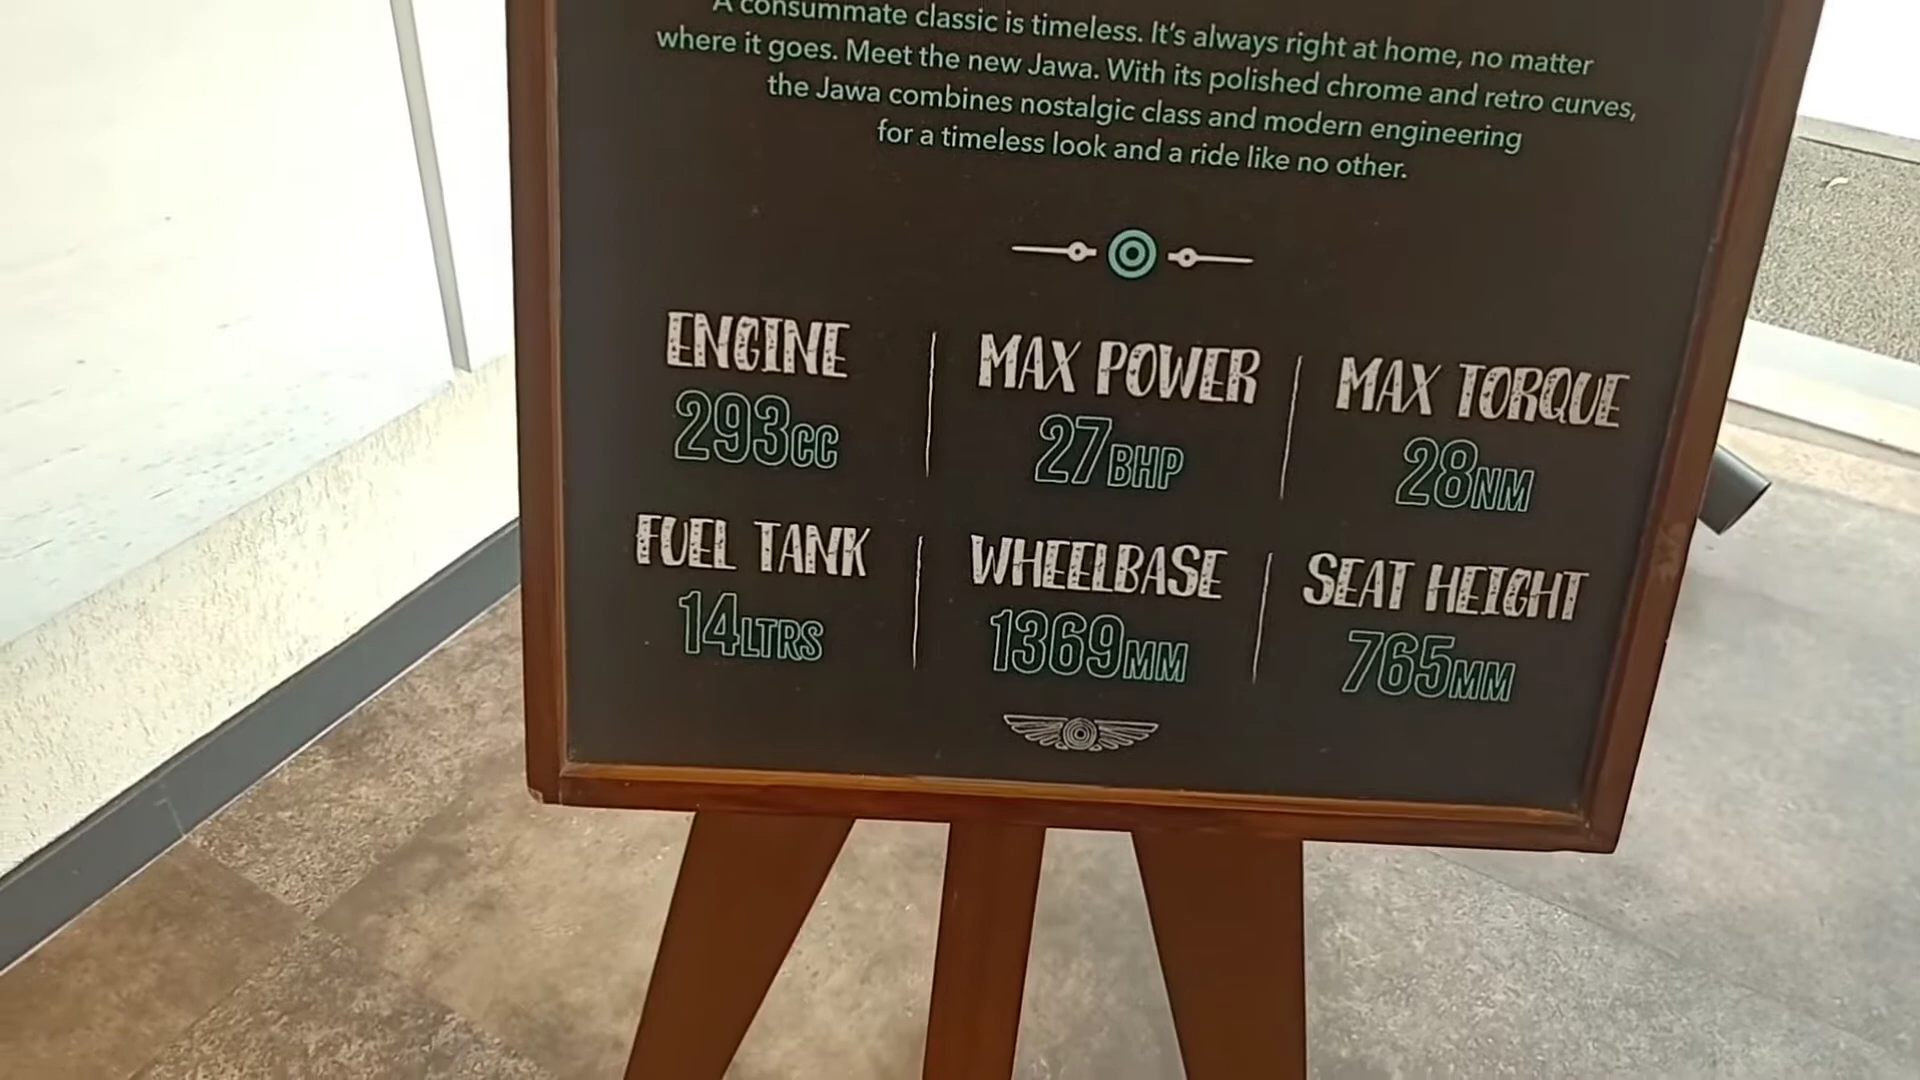 A consummate classic is timeless. It's always right at home, no matter
where it goes. Meet the new Jawa. With its polished chrome and retro curves,
the Jawa combines nostalgic class and modern engineering
for a timeless look and a ride like no other.
ENGINE
293CC
MAX POWER
27BHP
MAX TORQUE
28NM
FUEL TANK
14LTRS
WHEELBASE
1369MM
SEAT HEIGHT
765MM